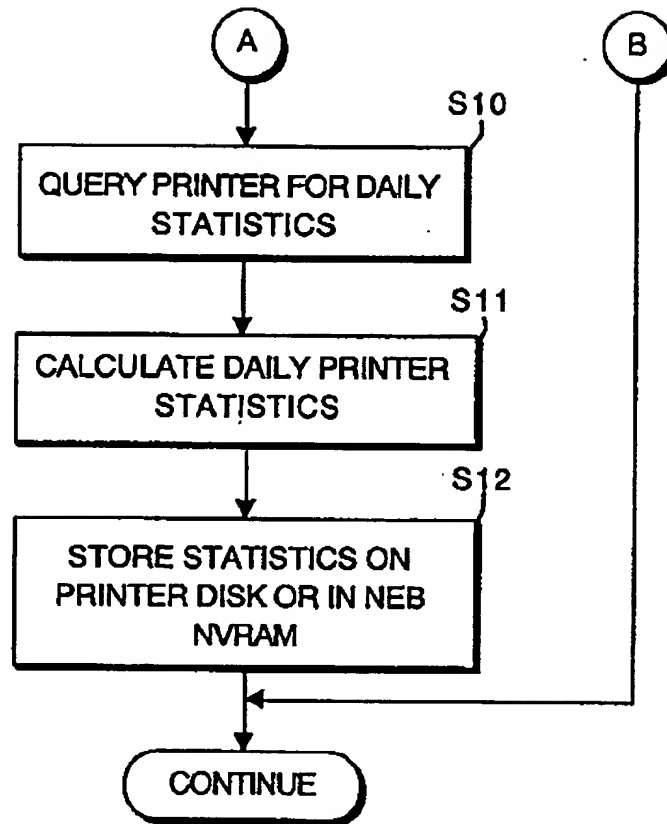 A
B
S10
QUERY PRINTER FOR DAILY
STATISTICS
S11
CALCULATE DAILY PRINTER
STATISTICS
S12
STORE STATISTICS ON
PRINTER DISK OR IN NEB
NVRAM
CONTINUE